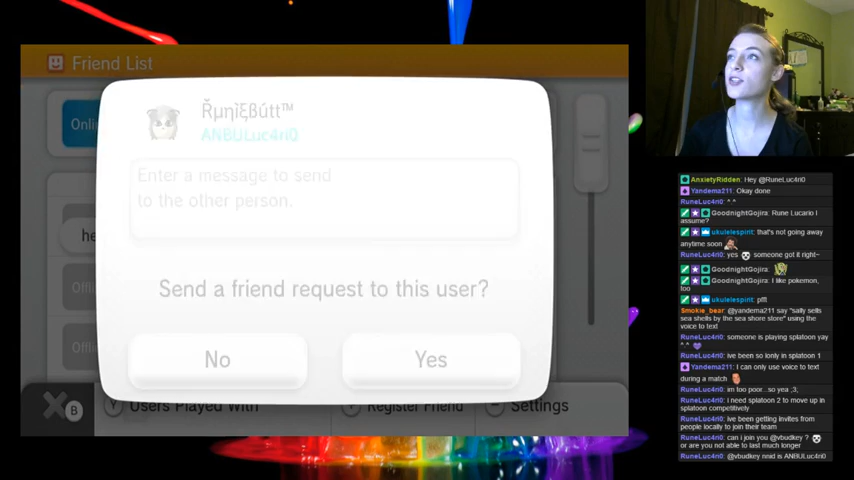 Friend List
Řμηïξβútt™
ANBULuc4ri0
Enter a message to send
to the other person.
Send a friend request to this user?
No
Yes
B
Users Played With
Register Friend
Settings
AnxietyRidden: Hey @RuneLuc4ri0
Yandema211: Okay done
RuneLuc4ri0: ^.^
GoodnightGojira: Rune Lucario I
assume?
ukulelespirit: that's not going away
anytime soon
RuneLuc4ri0: yes someone got it right~
GoodnightGojira:
GoodnightGojira: I like pokemon,
too
ukulelespirit: pffl
Smokie_bear: @yandema211 say "sally sells
sea shells by the sea shore store" using the
voice to text
RuneLuc4ri0: someone is playing splatoon yay
^.^
RuneLuc4ri0: ive been so lonly in splatoon 1
Yandema211: I can only use voice to text
during a match
RuneLuc4ri0: im too poor...so yea ,3;
RuneLuc4ri0: I need splatoon 2 to move up in
splatoon competitively
RuneLuc4ri0: ive been getting invites from
people locally to join their team
RuneLuc4ri0: can i join you @vbudkey ?
or are you not able to last much longer
RuneLuc4ri0: @vbudkey nnid is ANBULuc4ri0